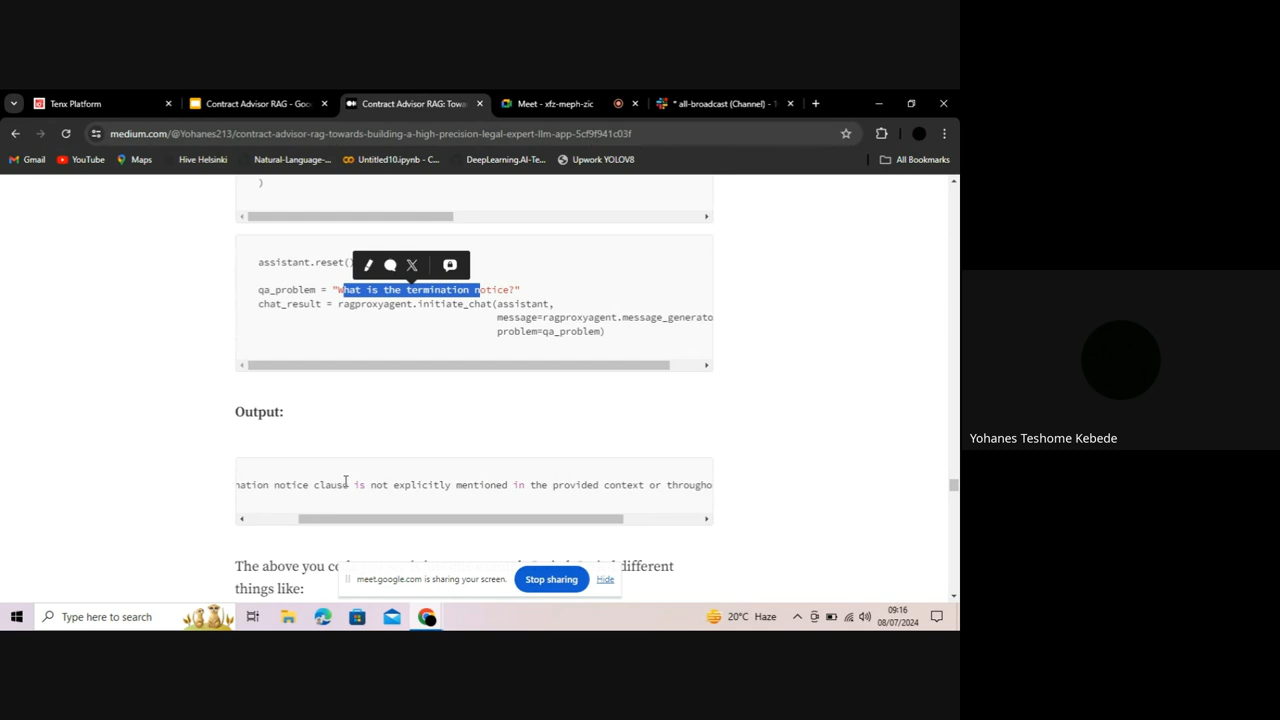 Tenx Platform
Contract Advisor RAG - Goo
Contract Advisor RAG: Towa
Meet - xfz-meph-zic
* all-broadcast (Channel) - 1
medium.com/@Yohanes213/contract-advisor-rag-towards-building-a-high-precision-legal-expert-llm-app-5cf9f941c03f
Gmail
YouTube
Maps
Hive Helsinki
Natural-Language-...
Untitled10.ipynb - C...
DeepLearning.AI-Te...
Upwork YOLOV8
All Bookmarks
)
assistant.reset()
qa_problem = "What is the termination notice?"
chat_result = ragproxyagent.initiate_chat(assistant,
message=ragproxyagent.message_generato
problem=qa_problem)
Output:
nation notice clause is not explicitly mentioned in the provided context or througho
The above you co different
things like:
meet.google.com is sharing your screen.
Stop sharing
Hide
Type here to search
20°C Haze
09:16
08/07/2024
Yohanes Teshome Kebede